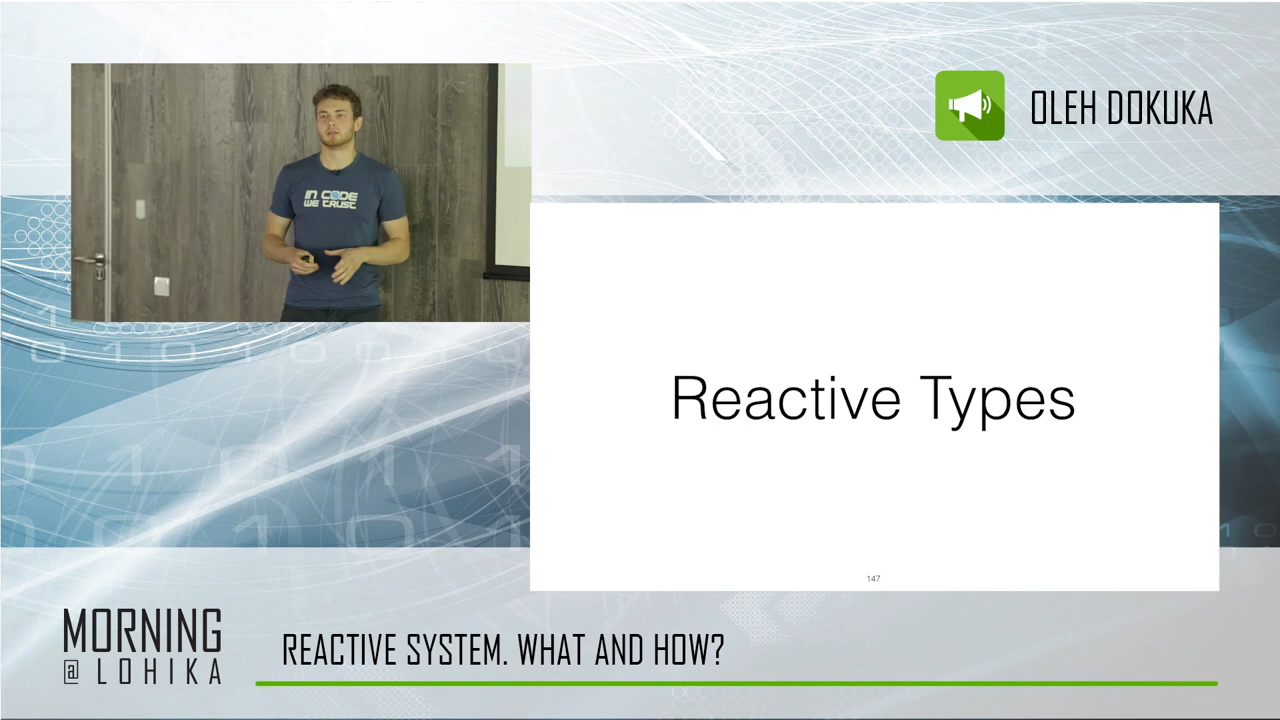 OLEH DOKUKA
IN CODE
WE TRUST
Reactive Types
147
MORNING
@ LOHIKA
REACTIVE SYSTEM. WHAT AND HOW?